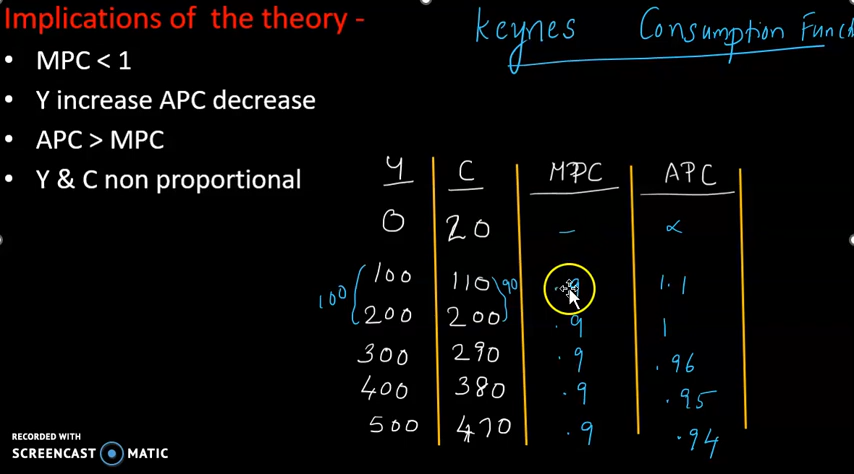 Implications of the theory -
• MPC < 1
• Y increase APC decrease
• APC > MPC
• Y & C non proportional
Keynes Consumption Funct
Y C MPC APC
0 20 – ∝
100 110 .9 1.1
200 200 .9 1
100 90
300 290 .9 .96
400 380 .9 .95
500 470 .9 .94
RECORDED WITH
SCREENCAST MATIC